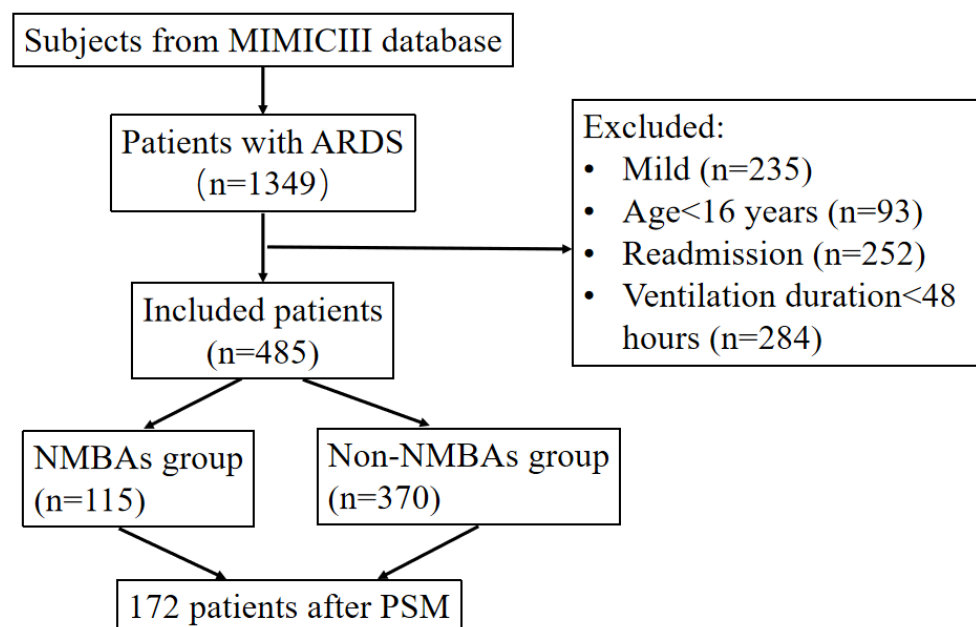 Subjects from MIMICIII database
Patients with ARDS
（n=1349）
Excluded:
• Mild (n=235)
• Age<16 years (n=93)
• Readmission (n=252)
• Ventilation duration<48
hours (n=284)
Included patients
(n=485)
NMBAs group
(n=115)
Non-NMBAs group
(n=370)
172 patients after PSM